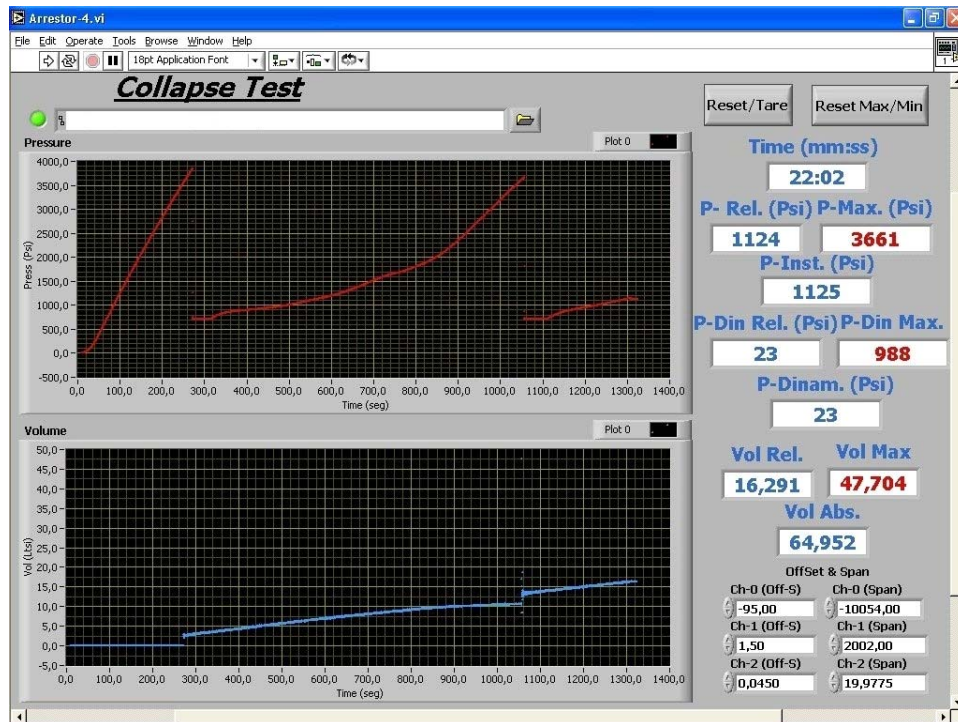 Arrestor-4.vi
File Edit Operate Tools Browse Window Help
18pt Application Font
1
Collapse Test
Reset/Tare
Reset Max/Min
Pressure
Plot 0
4000,0
3500,0
3000,0
2500,0
2000,0
1500,0
1000,0
500,0
0,0
-500,0
Press (Psi)
0,0 100,0 200,0 300,0 400,0 500,0 600,0 700,0 800,0 900,0 1000,0 1100,0 1200,0 1300,0 1400,0
Time (seg)
Time (mm:ss)
22:02
P- Rel. (Psi) P-Max. (Psi)
1124 3661
P-Inst. (Psi)
1125
P-Din Rel. (Psi) P-Din Max.
23 988
P-Dinam. (Psi)
23
Volume
Plot 0
50,0
45,0
40,0
35,0
30,0
25,0
20,0
15,0
10,0
5,0
0,0
-5,0
Vol (Ltsi)
0,0 100,0 200,0 300,0 400,0 500,0 600,0 700,0 800,0 900,0 1000,0 1100,0 1200,0 1300,0 1400,0
Time (seg)
Vol Rel. Vol Max
16,291 47,704
Vol Abs.
64,952
OffSet & Span
Ch-0 (Off-S) Ch-0 (Span)
-95,00 -10054,00
Ch-1 (Off-S) Ch-1 (Span)
1,50 2002,00
Ch-2 (Off-S) Ch-2 (Span)
0,0450 19,9775